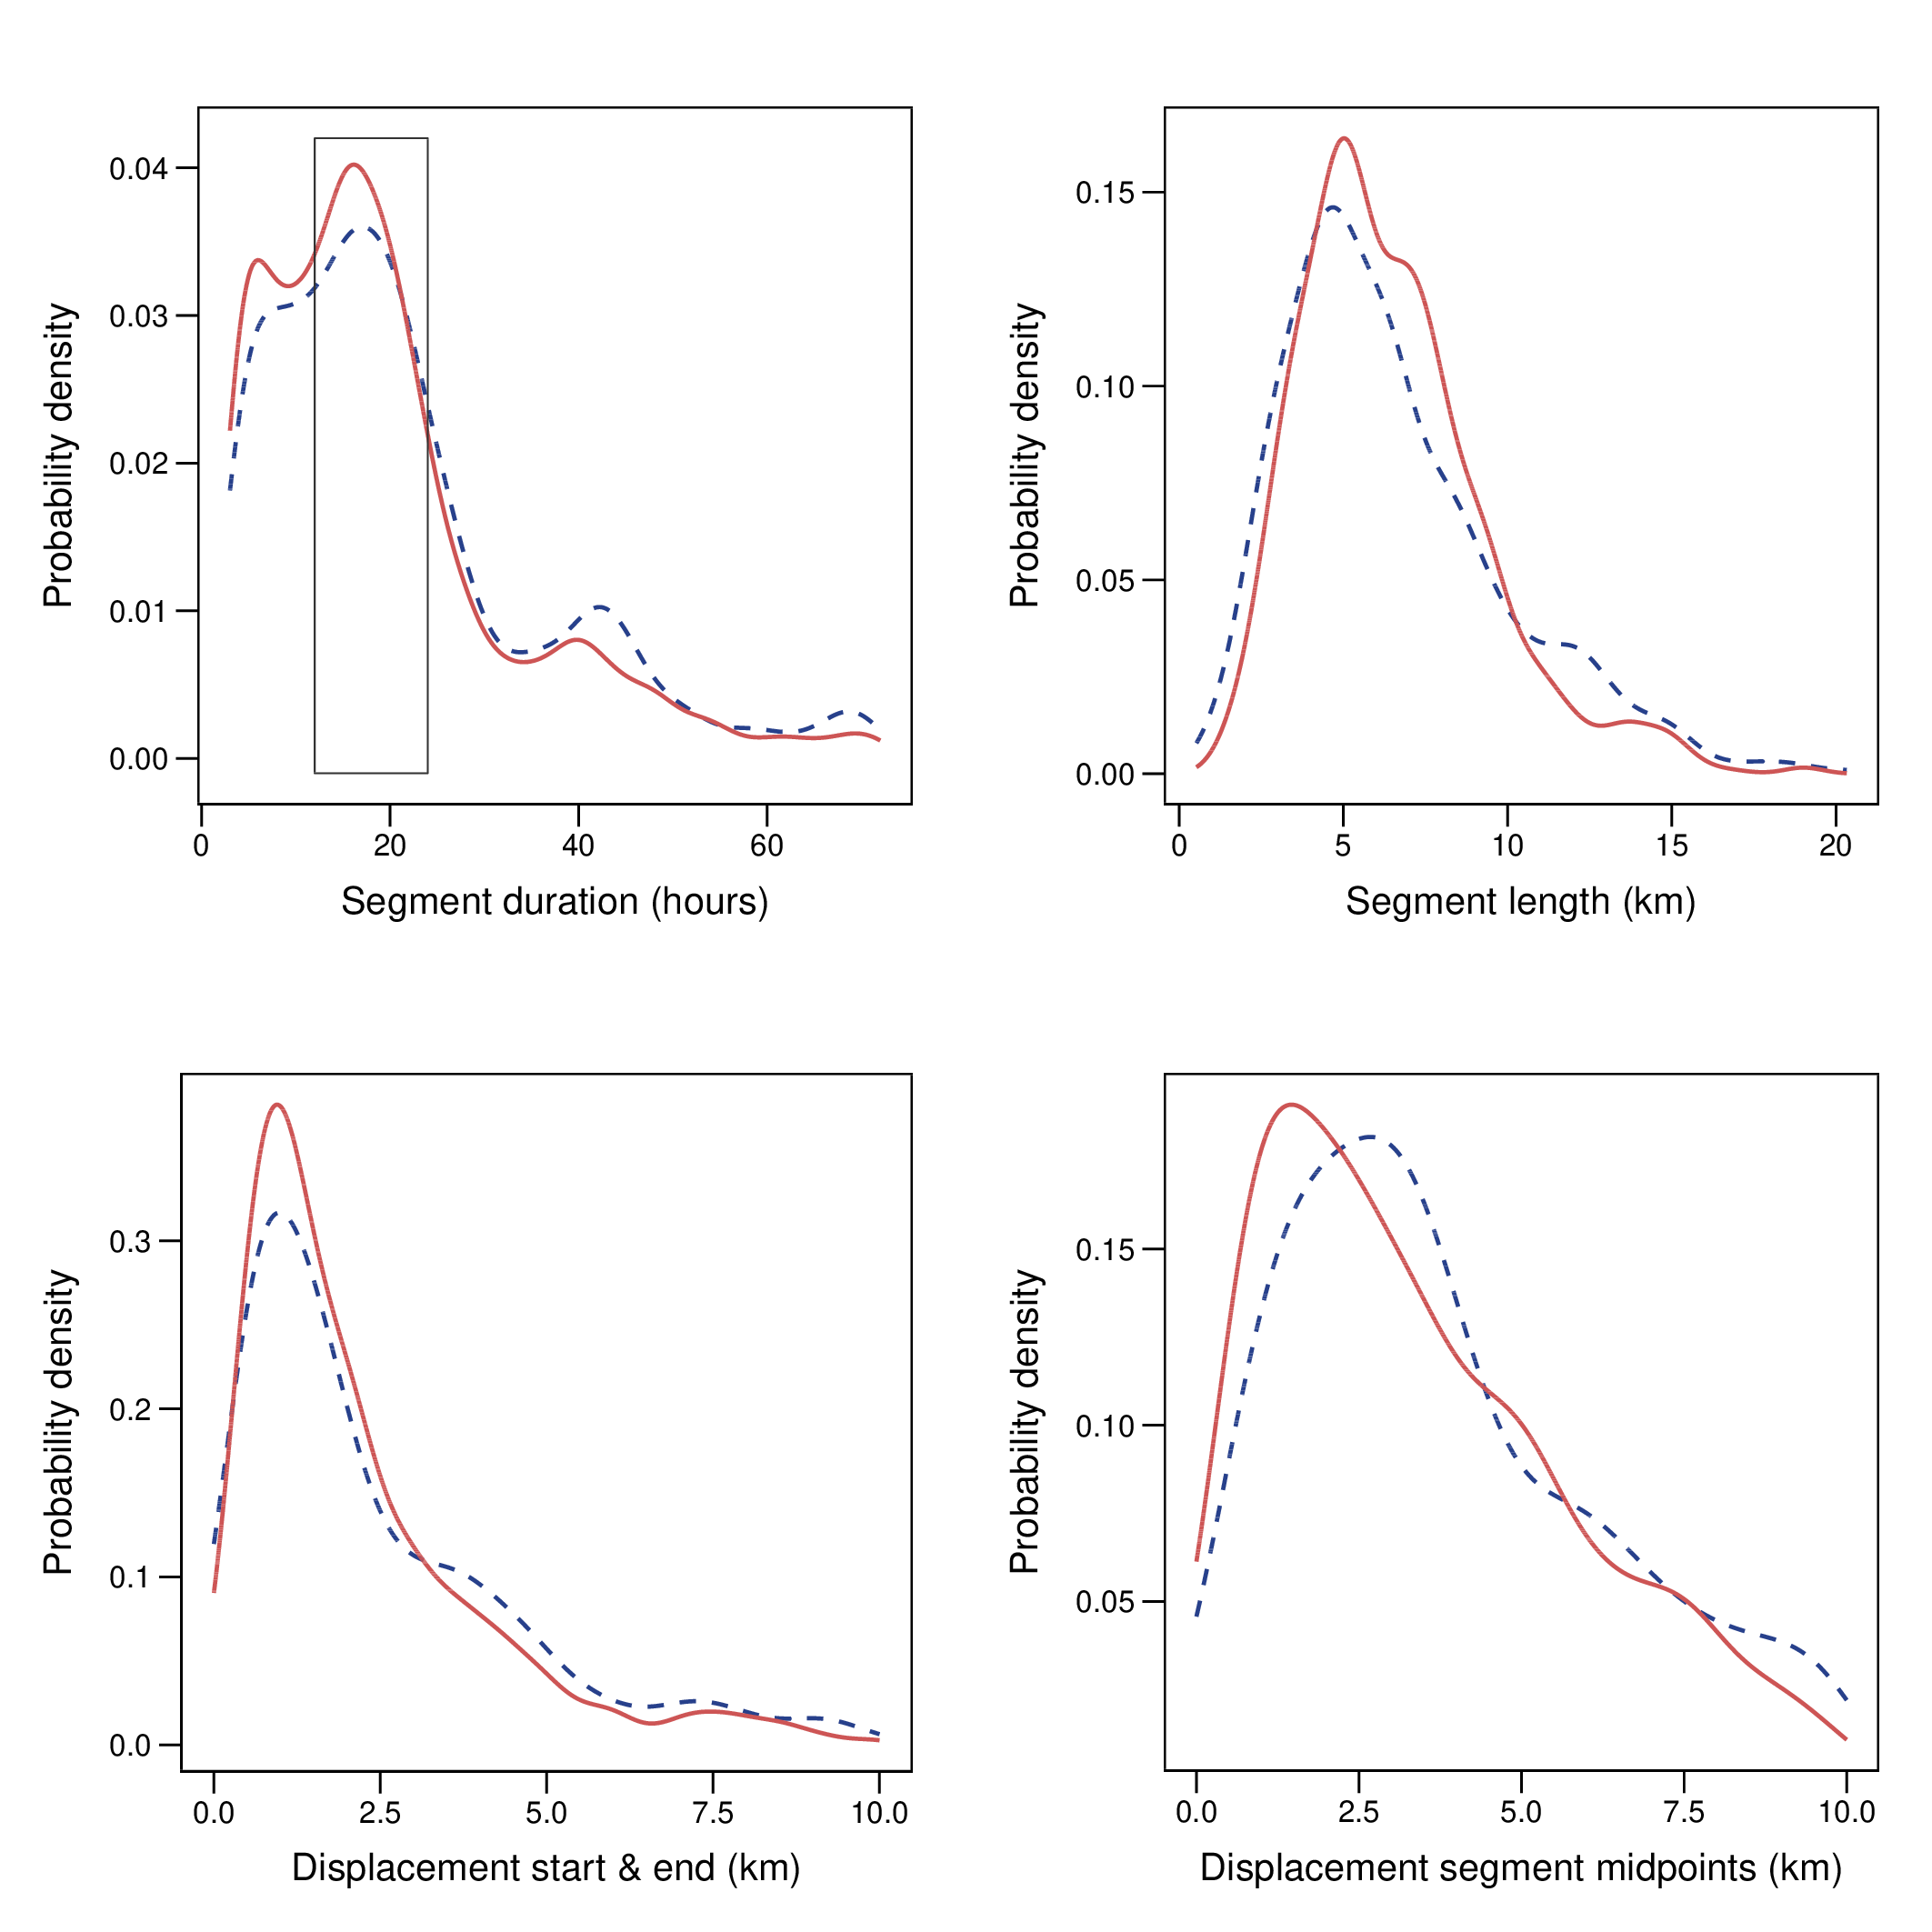 Probability density
0.04
0.03
0.02
0.01
0.00
0 20 40 60
Segment duration (hours)
Probability density
0.15
0.10
0.05
0.00
0 5 10 15 20
Segment length (km)
Probability density
0.3
0.2
0.1
0.0
0.0 2.5 5.0 7.5 10.0
Displacement start & end (km)
Probability density
0.15
0.10
0.05
0.0 2.5 5.0 7.5 10.0
Displacement segment midpoints (km)